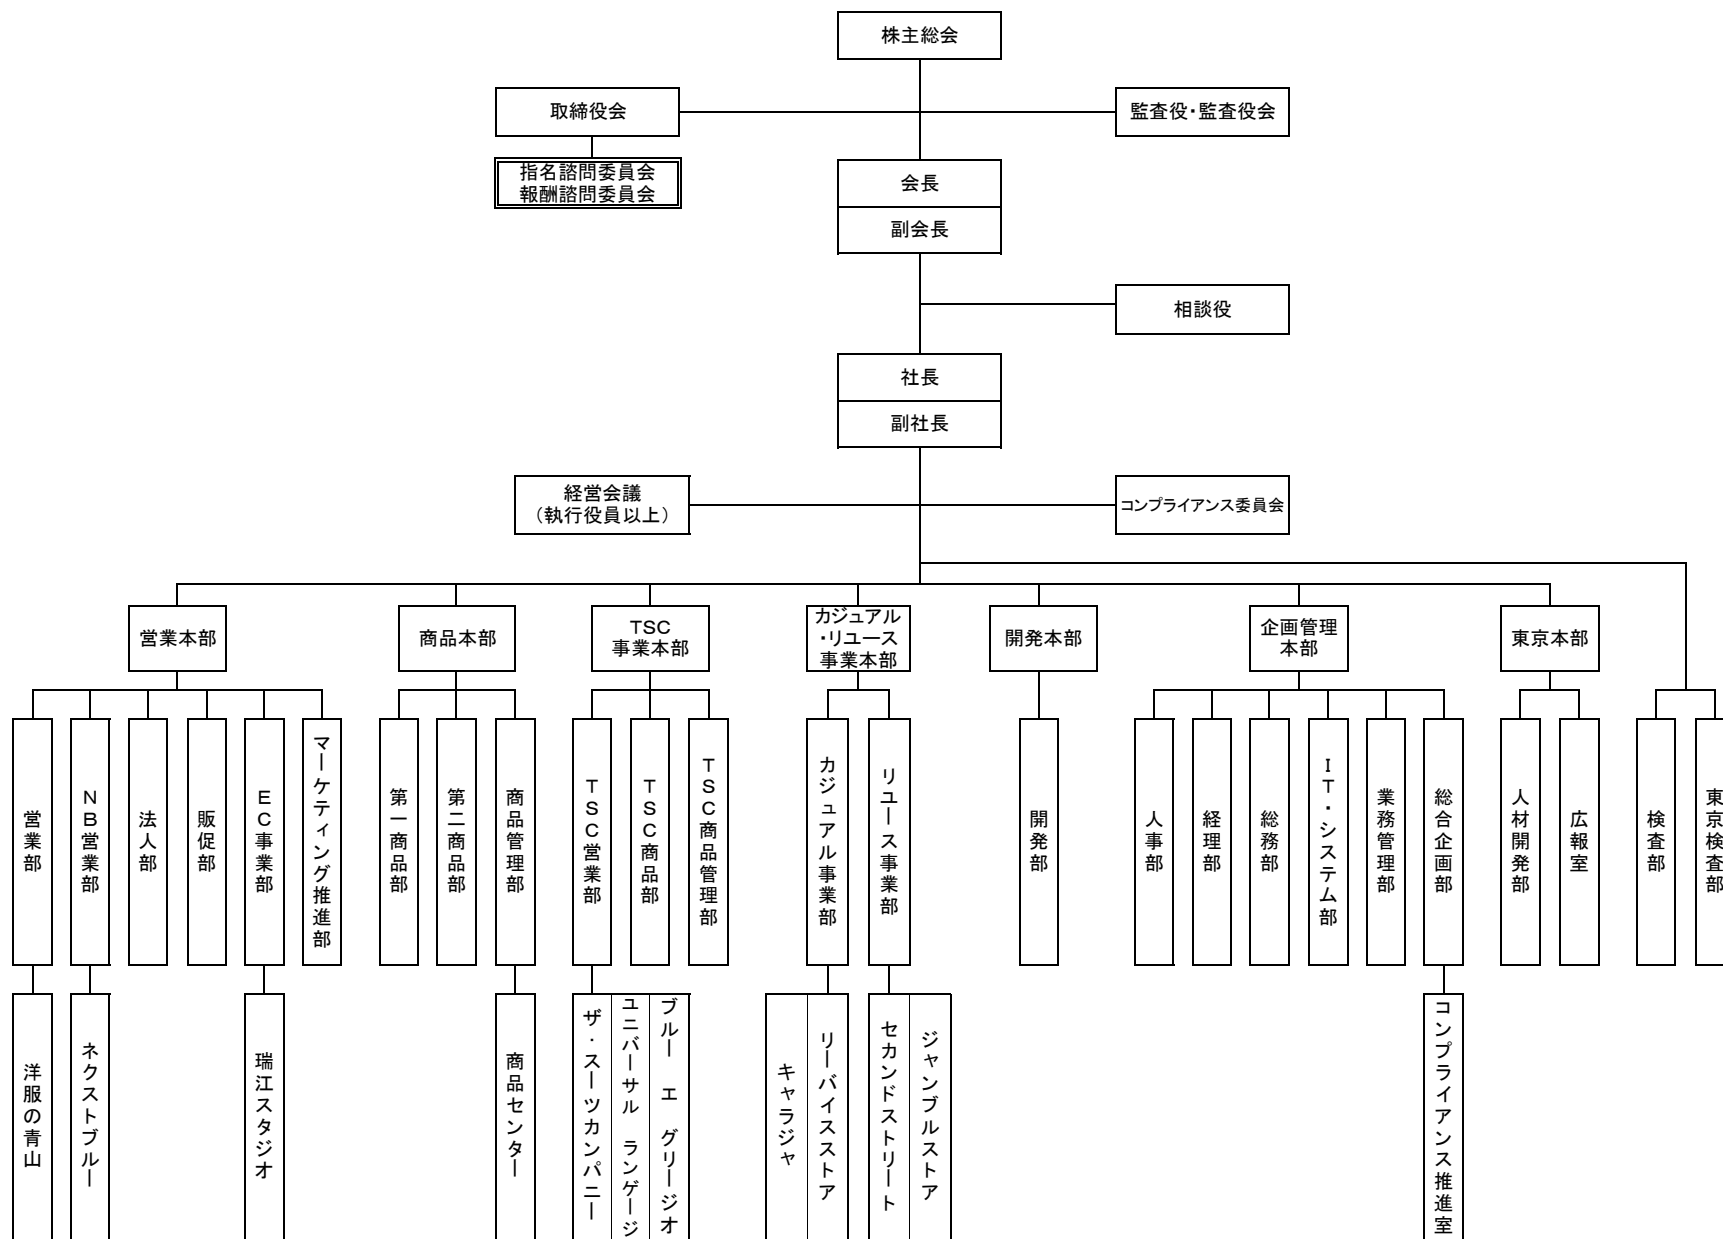 株主総会
取締役会
監査役・監査役会
指名諮問委員会
報酬諮問委員会
会長
副会長
相談役
社長
副社長
経営会議
（執行役員以上）
コンプライアンス委員会
営業本部
商品本部
TSC
事業本部
カジュアル
・リユース
事業本部
開発本部
企画管理
本部
東京本部
営業部
NB営業部
法人部
販促部
EC事業部
マーケティング推進部
第一商品部
第二商品部
商品管理部
TSC営業部
TSC商品部
TSC商品管理部
カジュアル事業部
リユース事業部
開発部
人事部
経理部
総務部
IT・システム部
業務管理部
総合企画部
人材開発部
広報室
検査部
東京検査部
洋服の青山
ネクストブルー
瑞江スタジオ
商品センター
ザ・スーツカンパニー
ユニバーサル ランゲージ
ブルー エ グリージオ
キャラジャ
リーバイスストア
セカンドストリート
ジャンブルストア
コンプライアンス推進室